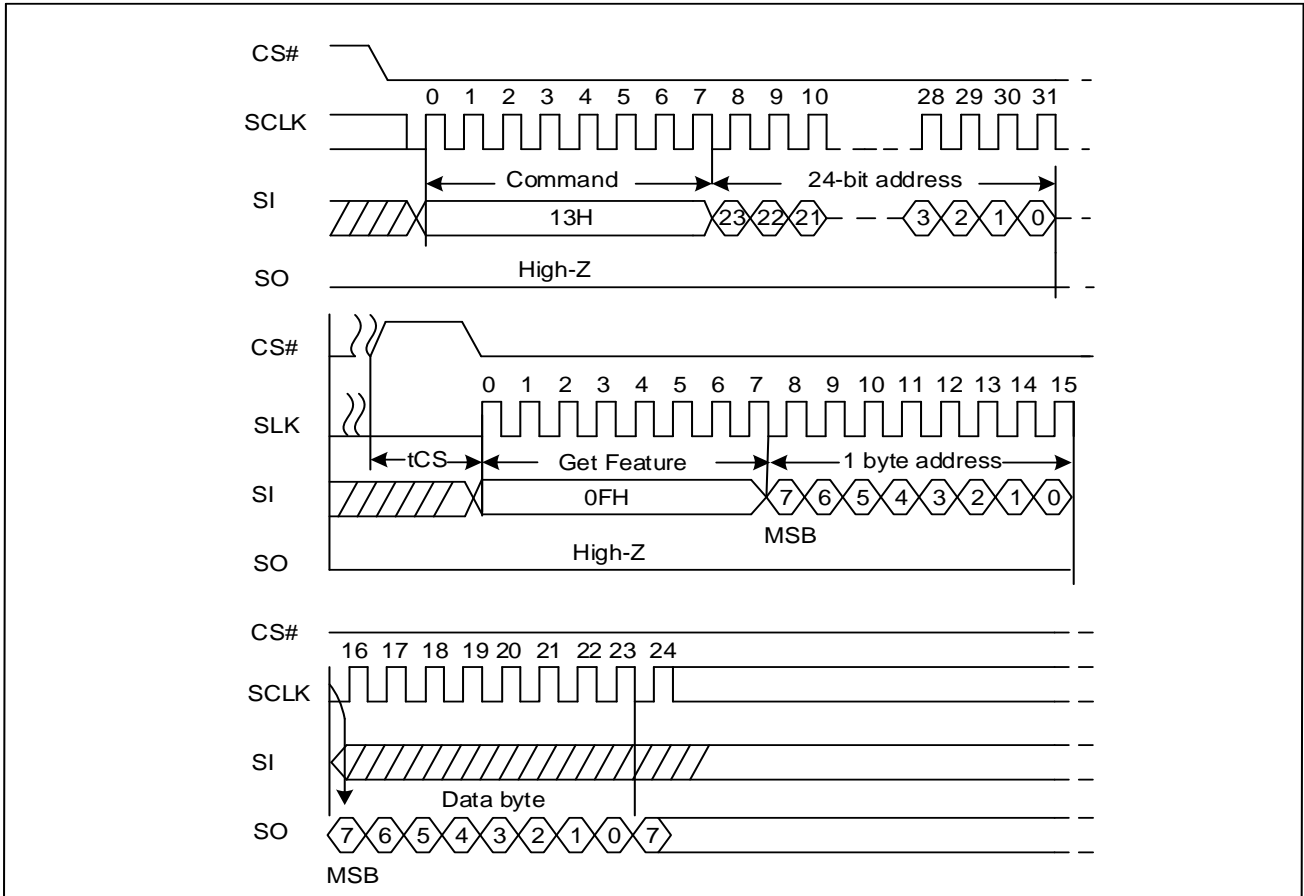 CS#
0 1 2 3 4 5 6 7 8 9 10 28 29 30 31
SCLK
Command 24-bit address
SI
13H 23 22 21 3 2 1 0
High-Z
SO
CS#
0 1 2 3 4 5 6 7 8 9 10 11 12 13 14 15
SLK
tCS Get Feature 1 byte address
SI
0FH 7 6 5 4 3 2 1 0
MSB
High-Z
SO
CS#
16 17 18 19 20 21 22 23 24
SCLK
SI
Data byte
SO 7 6 5 4 3 2 1 0 7
MSB